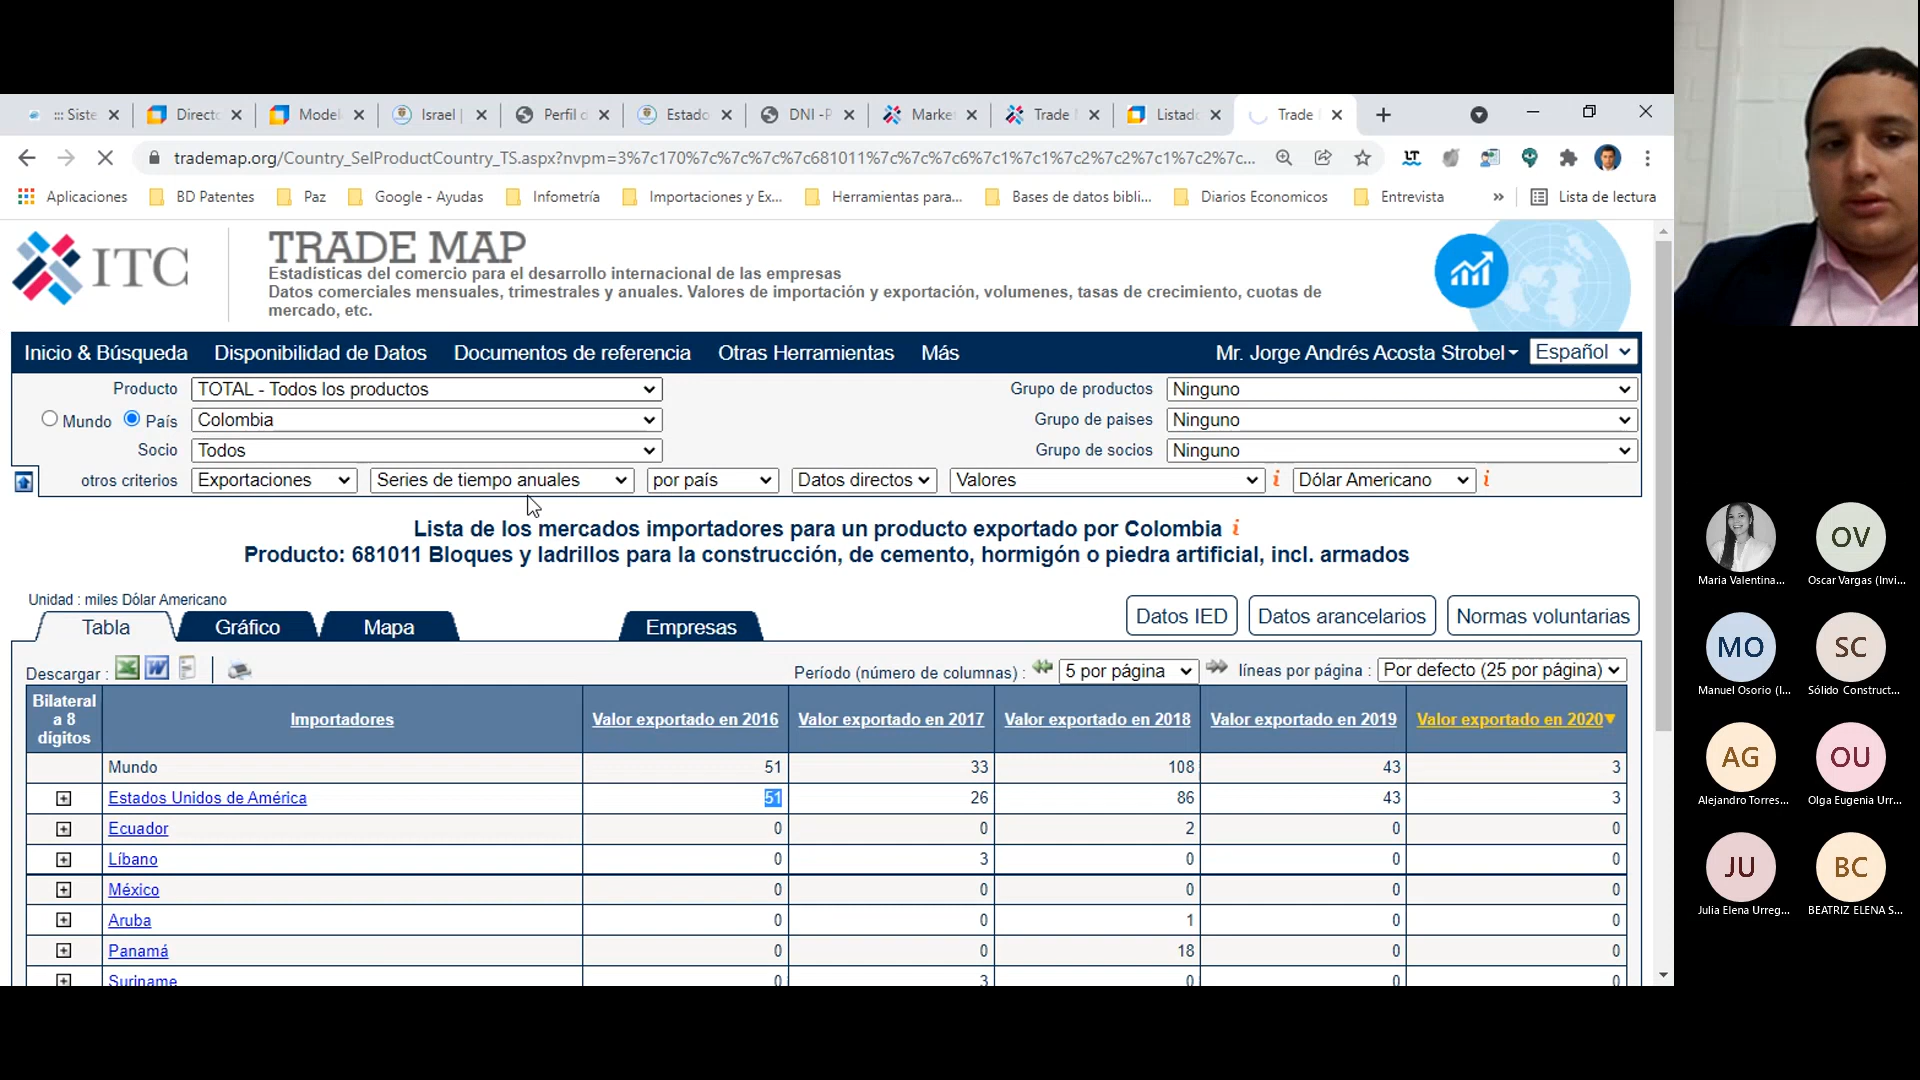 ::: Siste
Directo
Model
Israel |
Perfil d
Estado
DNI -P
Marke
Trade
Listado
Trade
trademap.org/Country_SelProductCountry_TS.aspx?nvpm=3%7c170%7c%7c%7c%7c681011%7c%7c%7c6%7c1%7c1%7c2%7c2%7c1%7c2%7c...
Aplicaciones
BD Patentes
Paz
Google - Ayudas
Infometría
Importaciones y Ex...
Herramientas para...
Bases de datos bibli...
Diarios Economicos
Entrevista
»
Lista de lectura
ITC
TRADE MAP
Estadísticas del comercio para el desarrollo internacional de las empresas
Datos comerciales mensuales, trimestrales y anuales. Valores de importación y exportación, volumenes, tasas de crecimiento, cuotas de
mercado, etc.
Inicio & Búsqueda Disponibilidad de Datos Documentos de referencia Otras Herramientas Más Mr. Jorge Andrés Acosta Strobel Español
Producto TOTAL - Todos los productos Grupo de productos Ninguno
Mundo País Colombia Grupo de paises Ninguno
Socio Todos Grupo de socios Ninguno
otros criterios Exportaciones Series de tiempo anuales por país Datos directos Valores i Dólar Americano i
Lista de los mercados importadores para un producto exportado por Colombia i
Producto: 681011 Bloques y ladrillos para la construcción, de cemento, hormigón o piedra artificial, incl. armados
Unidad : miles Dólar Americano
Tabla Gráfico Mapa Empresas Datos IED Datos arancelarios Normas voluntarias
Descargar : Período (número de columnas) : 5 por página líneas por página : Por defecto (25 por página)
Bilateral
a 8
digitos
Importadores Valor exportado en 2016 Valor exportado en 2017 Valor exportado en 2018 Valor exportado en 2019 Valor exportado en 2020▼
Mundo 51 33 108 43 3
Estados Unidos de América 51 26 86 43 3
Ecuador 0 0 2 0 0
Líbano 0 3 0 0 0
México 0 0 0 0 0
Aruba 0 0 1 0 0
Panamá 0 0 18 0 0
Suriname 0 3 0 0 0
OV
Maria Valentina... Oscar Vargas (Invi...
MO SC
Manuel Osorio (I... Sólido Construct...
AG OU
Alejandro Torres... Olga Eugenia Urr...
JU BC
Julia Elena Urreg... BEATRIZ ELENA S...